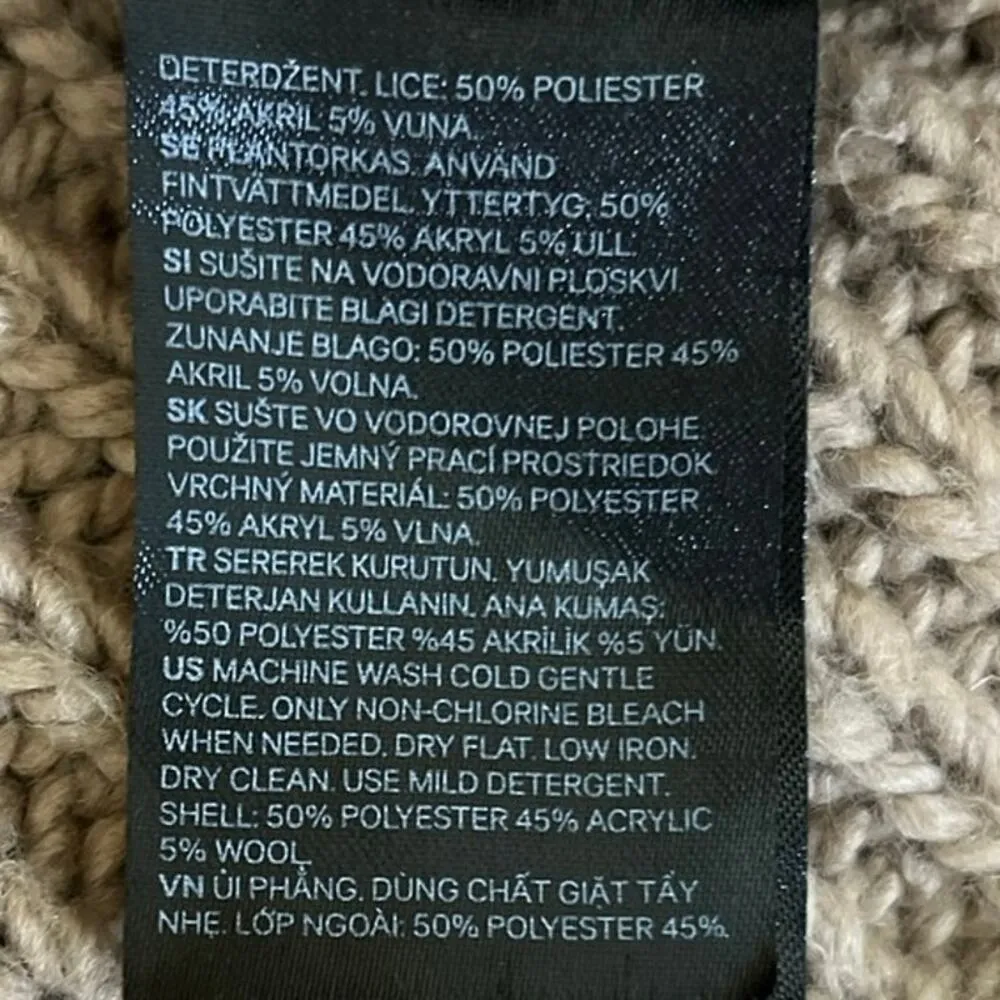 DETERDŽENT. LICE: 50% POLIESTER
45% AKRIL 5% VUNA.
SE PLANTORKAS. ANVÄND
FINTVÄTTMEDEL. YTTERTYG: 50%
POLYESTER 45% AKRYL 5% ULL.
SI SUŠITE NA VODORAVNI PLOSKVI.
UPORABITE BLAGI DETERGENT.
ZUNANJE BLAGO: 50% POLIESTER 45%
AKRIL 5% VOLNA.
SK SUŠTE VO VODOROVNEJ POLOHE.
POUŽITE JEMNÝ PRACÍ PROSTRIEDOK.
VRCHNÝ MATERIÁL: 50% POLYESTER
45% AKRYL 5% VLNA.
TR SEREREK KURUTUN. YUMUŞAK
DETERJAN KULLANIN. ANA KUMAŞ:
%50 POLYESTER %45 AKRİLİK %5 YÜN.
US MACHINE WASH COLD GENTLE
CYCLE. ONLY NON-CHLORINE BLEACH
WHEN NEEDED. DRY FLAT. LOW IRON.
DRY CLEAN. USE MILD DETERGENT.
SHELL: 50% POLYESTER 45% ACRYLIC
5% WOOL
VN ỦI PHẲNG. DÙNG CHẤT GIẶT TẨY
NHẸ. LỚP NGOÀI: 50% POLYESTER 45%